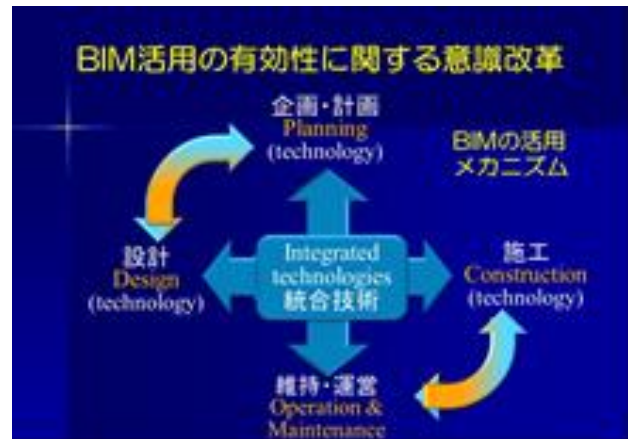 BIM活用の有効性に関する意識改革
企画・計画
Planning
(technology)
BIMの活用
メカニズム
設計
Design
(technology)
Integrated
technologies
統合技術
施工
Construction
(technology)
維持・運営
Operation &
Maintenance